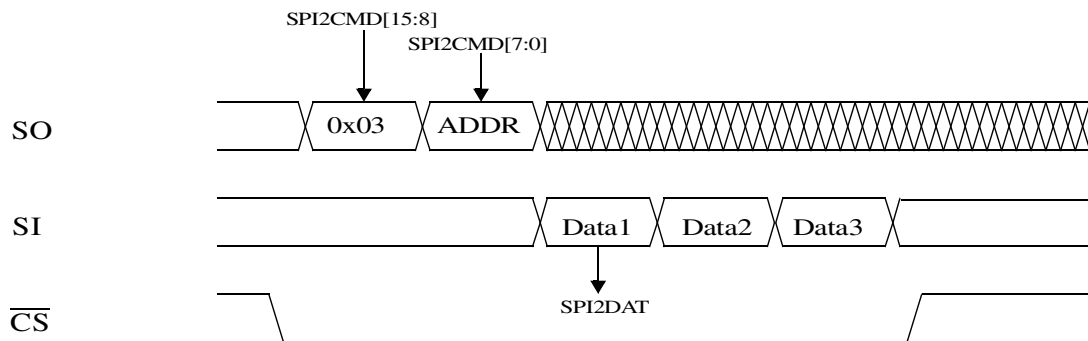 SPI2CMD[15:8]
SPI2CMD[7:0]
SO 0x03 ADDR
SI Data1 Data2 Data3
SPI2DAT
CS